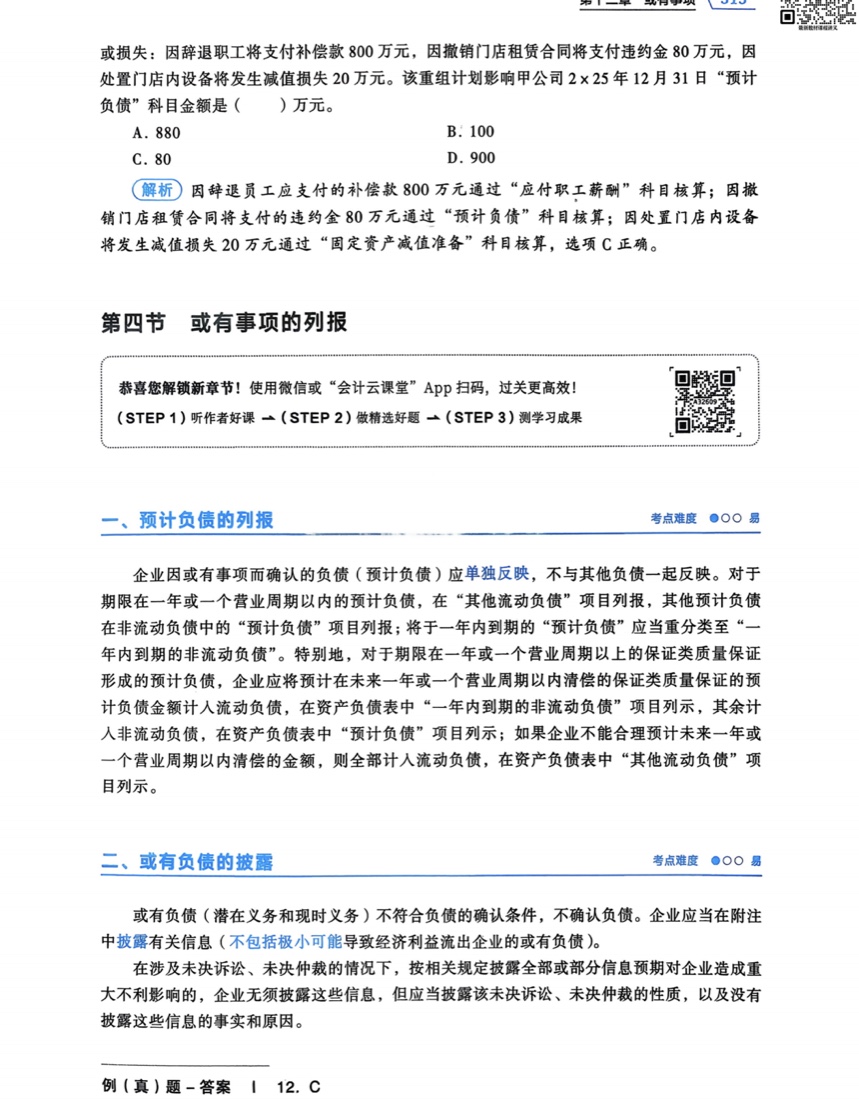 第十二章 或有事项 313
或损失：因辞退职工将支付补偿款 800 万元，因撤销门店租赁合同将支付违约金 80 万元，因
处置门店内设备将发生减值损失 20 万元。该重组计划影响甲公司 2×25 年 12 月 31 日“预计
负债”科目金额是（ ）万元。
A. 880 B. 100
C. 80 D. 900
解析 因辞退员工应支付的补偿款 800 万元通过“应付职工薪酬”科目核算；因撤
销门店租赁合同将支付的违约金 80 万元通过“预计负债”科目核算；因处置门店内设备
将发生减值损失 20 万元通过“固定资产减值准备”科目核算，选项 C 正确。
第四节 或有事项的列报
恭喜您解锁新章节！使用微信或“会计云课堂”App 扫码，过关更高效！
（STEP 1）听作者好课 ⇀（STEP 2）做精选好题 ⇀（STEP 3）测学习成果
一、预计负债的列报 考点难度 ●○○ 易
企业因或有事项而确认的负债（预计负债）应单独反映，不与其他负债一起反映。对于
期限在一年或一个营业周期以内的预计负债，在“其他流动负债”项目列报，其他预计负债
在非流动负债中的“预计负债”项目列报；将于一年内到期的“预计负债”应当重分类至“一
年内到期的非流动负债”。特别地，对于期限在一年或一个营业周期以上的保证类质量保证
形成的预计负债，企业应将预计在未来一年或一个营业周期以内清偿的保证类质量保证的预
计负债金额计入流动负债，在资产负债表中“一年内到期的非流动负债”项目列示，其余计
入非流动负债，在资产负债表中“预计负债”项目列示；如果企业不能合理预计未来一年或
一个营业周期以内清偿的金额，则全部计入流动负债，在资产负债表中“其他流动负债”项
目列示。
二、或有负债的披露 考点难度 ●○○ 易
或有负债（潜在义务和现时义务）不符合负债的确认条件，不确认负债。企业应当在附注
中披露有关信息（不包括极小可能导致经济利益流出企业的或有负债）。
在涉及未决诉讼、未决仲裁的情况下，按相关规定披露全部或部分信息预期对企业造成重
大不利影响的，企业无须披露这些信息，但应当披露该未决诉讼、未决仲裁的性质，以及没有
披露这些信息的事实和原因。
例（真）题－答案 | 12. C